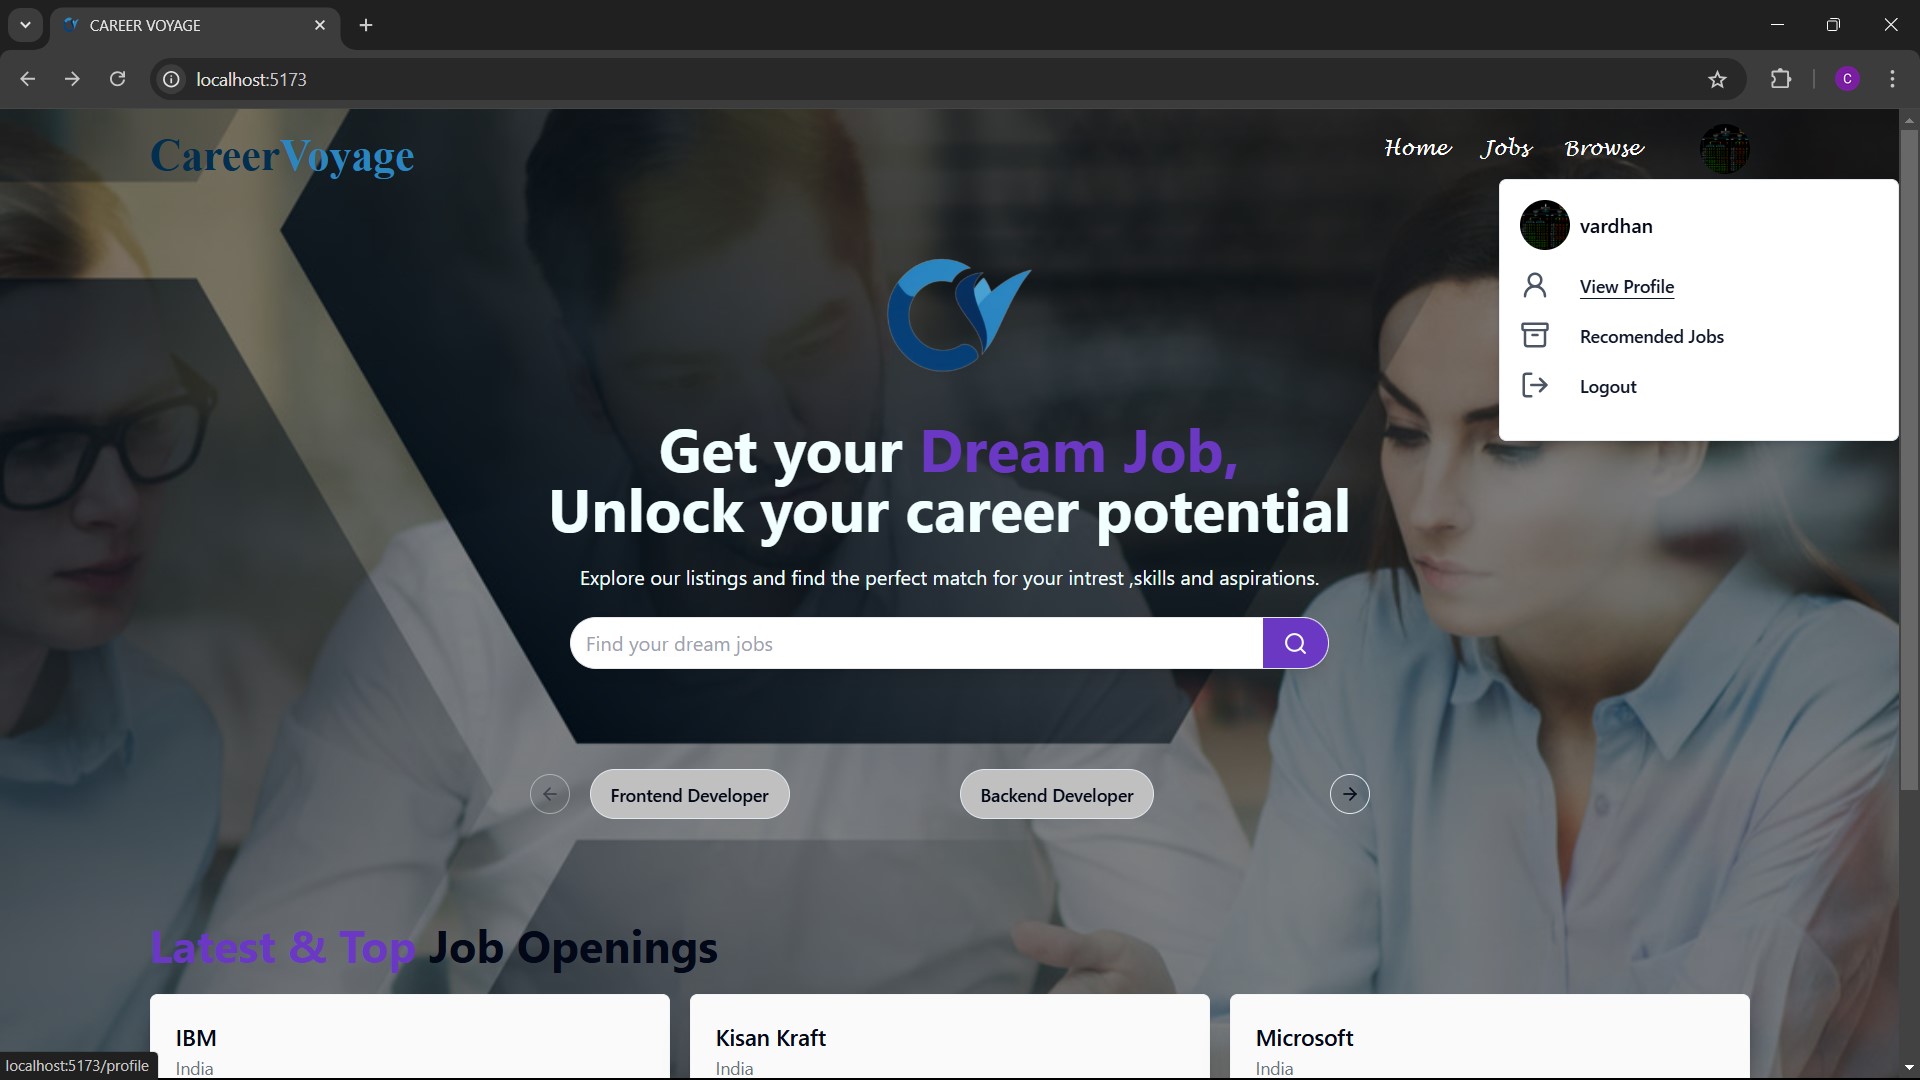 CAREER VOYAGE
localhost:5173
C
CareerVoyage
Home Jobs Browse
vardhan
View Profile
Recomended Jobs
Logout
Get your Dream Job,
Unlock your career potential
Explore our listings and find the perfect match for your intrest ,skills and aspirations.
Find your dream jobs
Frontend Developer Backend Developer
Latest & Top Job Openings
IBM Kisan Kraft Microsoft
India India India
localhost:5173/profile